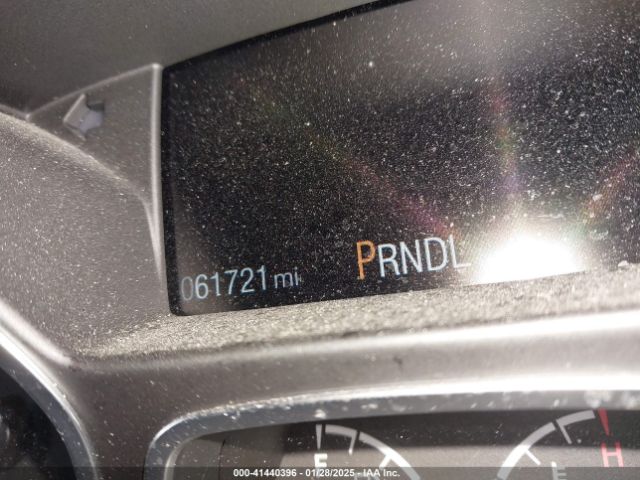 061721 mi PRNDL
F H
000-41440396 - 01/28/2025 - IAA Inc.